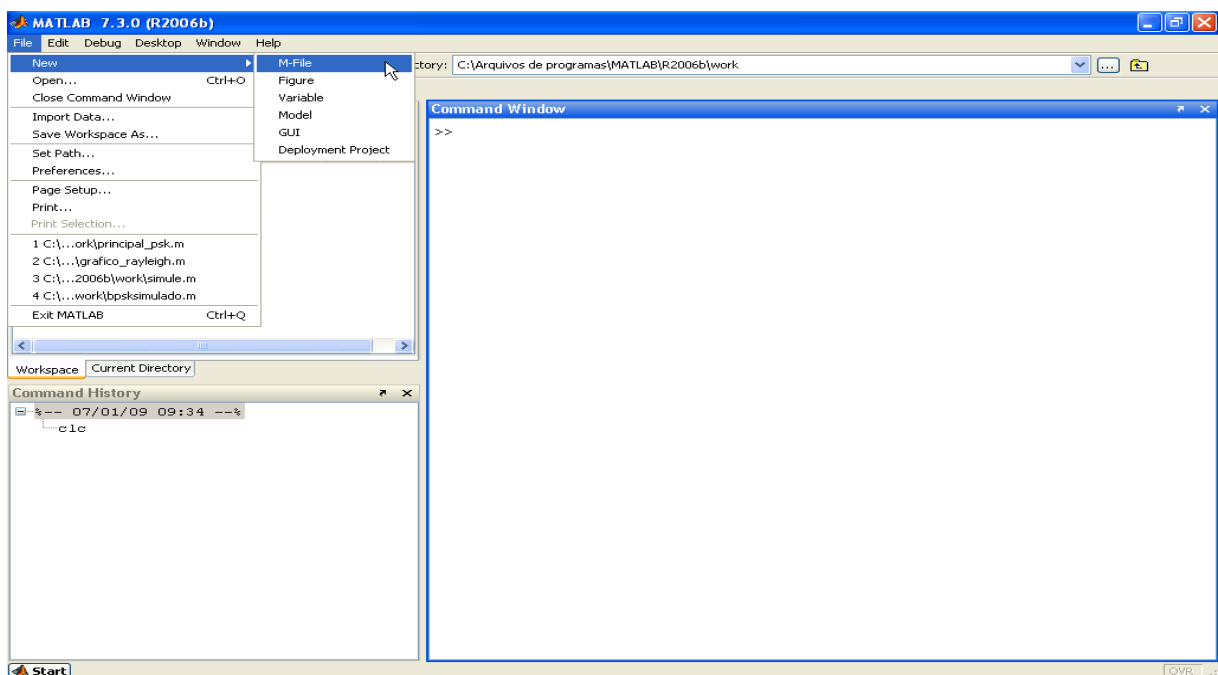 MATLAB 7.3.0 (R2006b)
File Edit Debug Desktop Window Help
New
Open... Ctrl+O
Close Command Window
Import Data...
Save Workspace As...
Set Path...
Preferences...
Page Setup...
Print...
Print Selection...
1 C:\...ork\principal_psk.m
2 C:\...\grafico_rayleigh.m
3 C:\...2006b\work\simule.m
4 C:\...work\bpsksimulado.m
Exit MATLAB Ctrl+Q
M-File
Figure
Variable
Model
GUI
Deployment Project
ctory: C:\Arquivos de programas\MATLAB\R2006b\work
...
Workspace Current Directory
Command History
%-- 07/01/09 09:34 --%
clc
Command Window
>>
Start
OVR